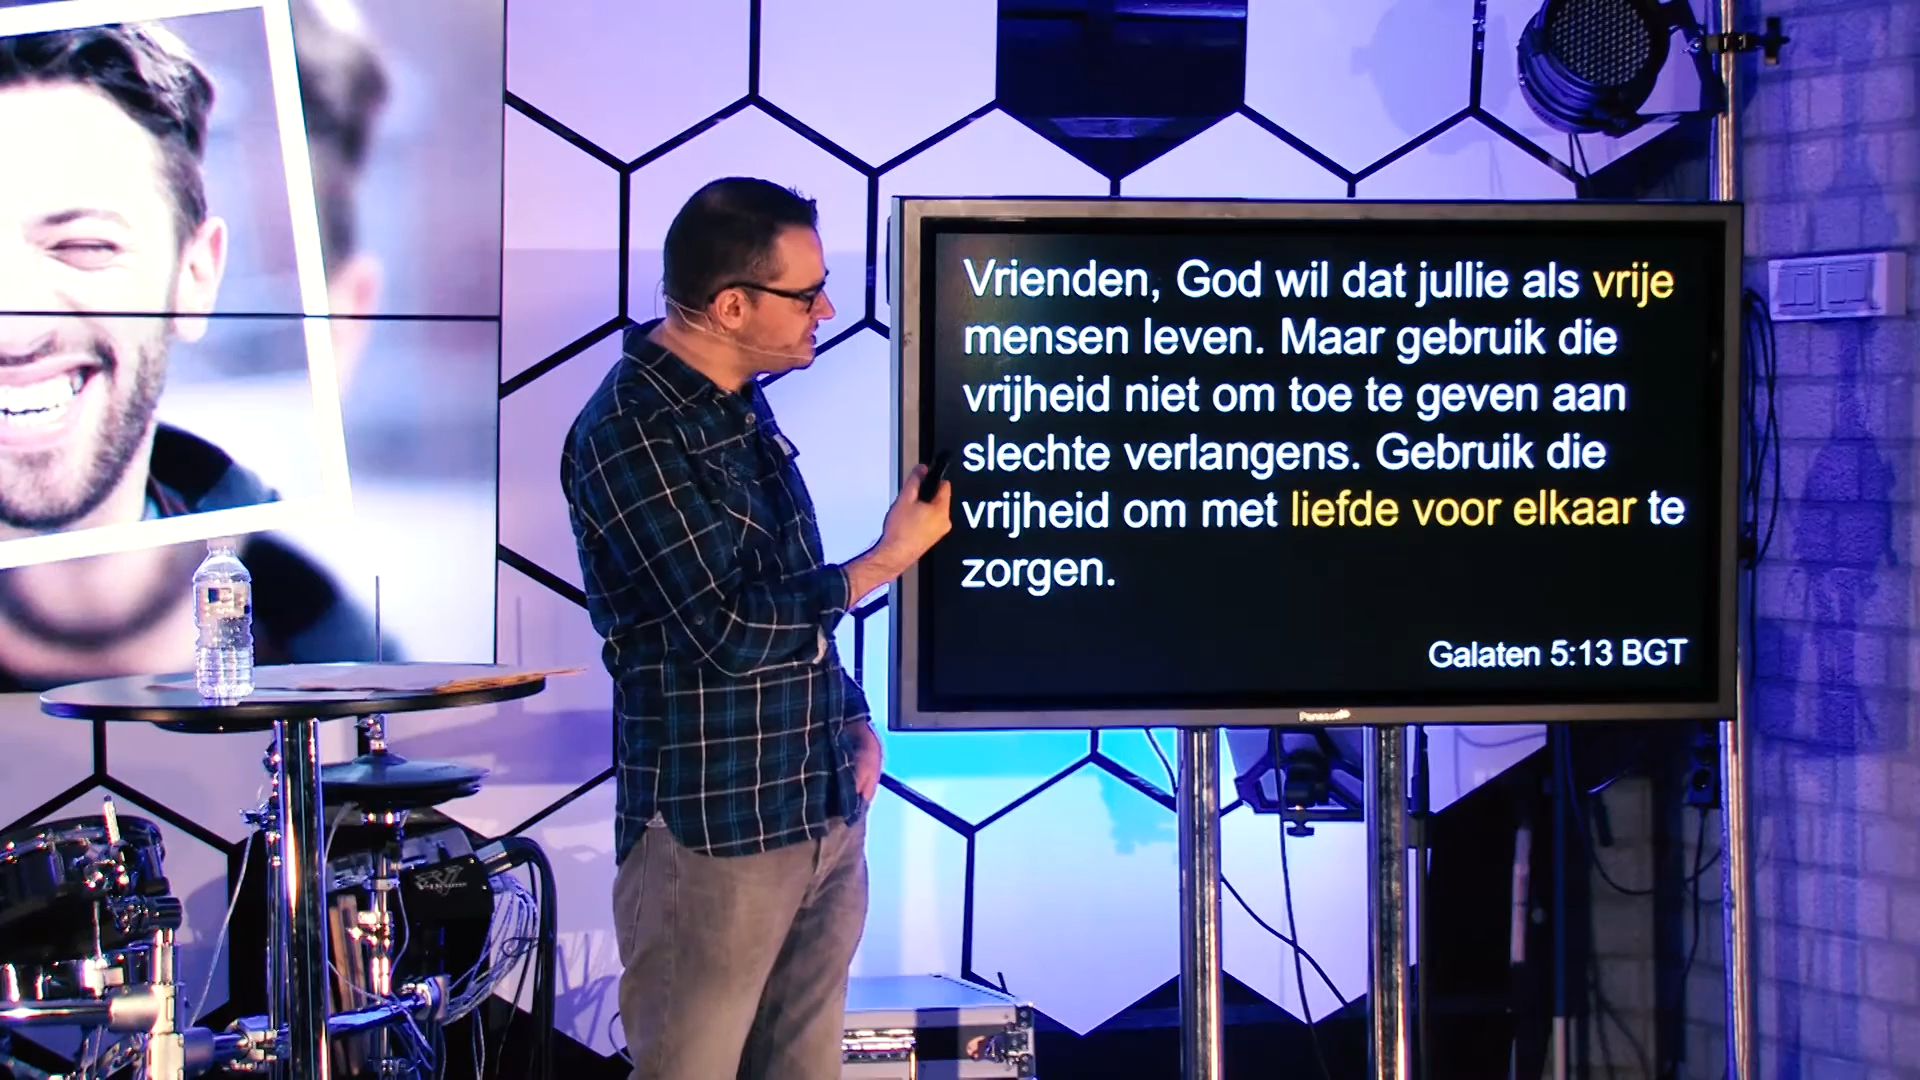 Vrienden, God wil dat jullie als vrije
mensen leven. Maar gebruik die
vrijheid niet om toe te geven aan
slechte verlangens. Gebruik die
vrijheid om met liefde voor elkaar te
zorgen.
Galaten 5:13 BGT
Panasonic